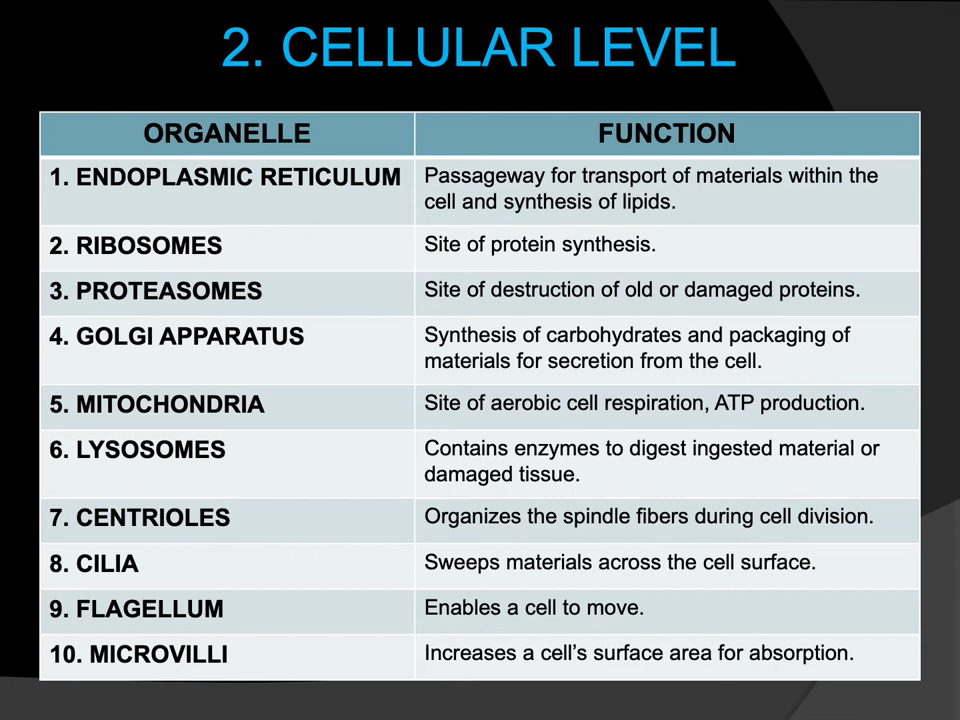 2. CELLULAR LEVEL
ORGANELLE
FUNCTION
1. ENDOPLASMIC RETICULUM
Passageway for transport of materials within the
cell and synthesis of lipids.
2. RIBOSOMES
Site of protein synthesis.
3. PROTEASOMES
Site of destruction of old or damaged proteins.
4. GOLGI APPARATUS
Synthesis of carbohydrates and packaging of
materials for secretion from the cell.
5. MITOCHONDRIA
Site of aerobic cell respiration, ATP production.
6. LYSOSOMES
Contains enzymes to digest ingested material or
damaged tissue.
7. CENTRIOLES
Organizes the spindle fibers during cell division.
8. CILIA
Sweeps materials across the cell surface.
9. FLAGELLUM
Enables a cell to move.
10. MICROVILLI
Increases a cell’s surface area for absorption.